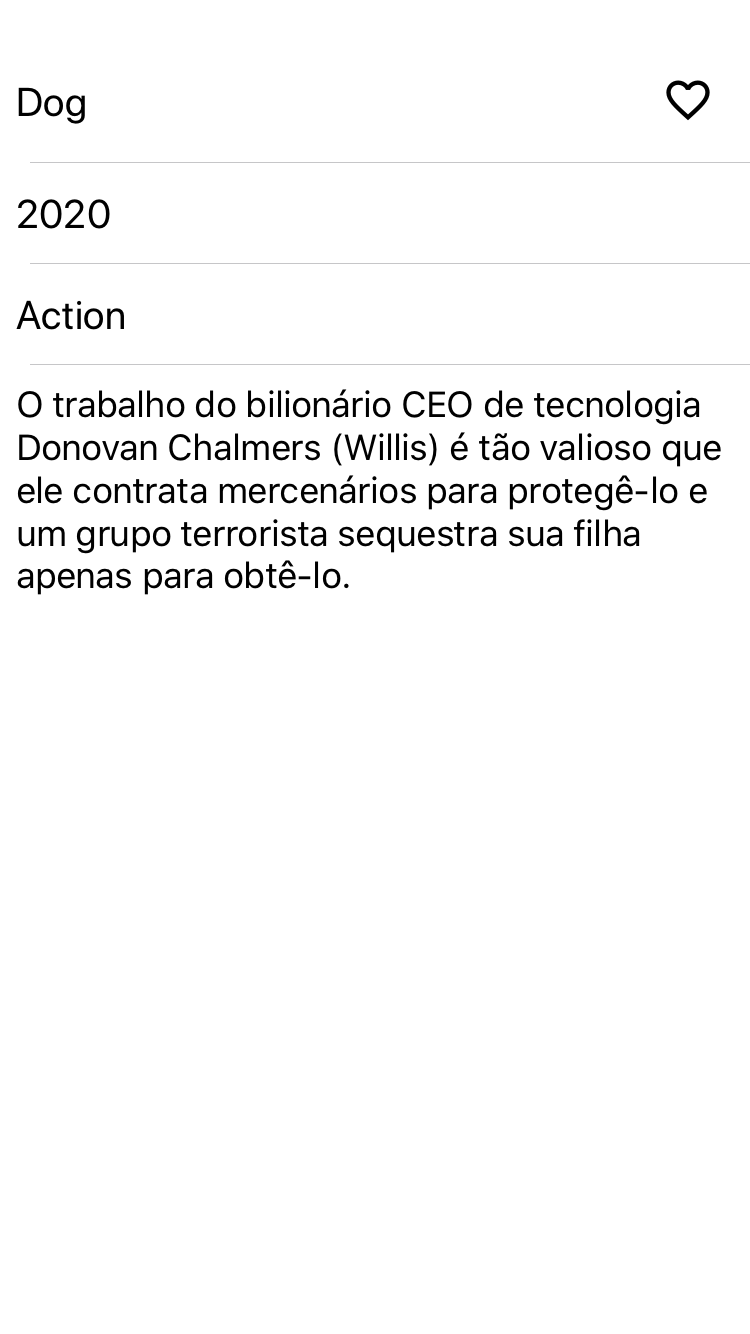 Dog
2020
Action
O trabalho do bilionário CEO de tecnologia
Donovan Chalmers (Willis) é tão valioso que
ele contrata mercenários para protegê-lo e
um grupo terrorista sequestra sua filha
apenas para obtê-lo.